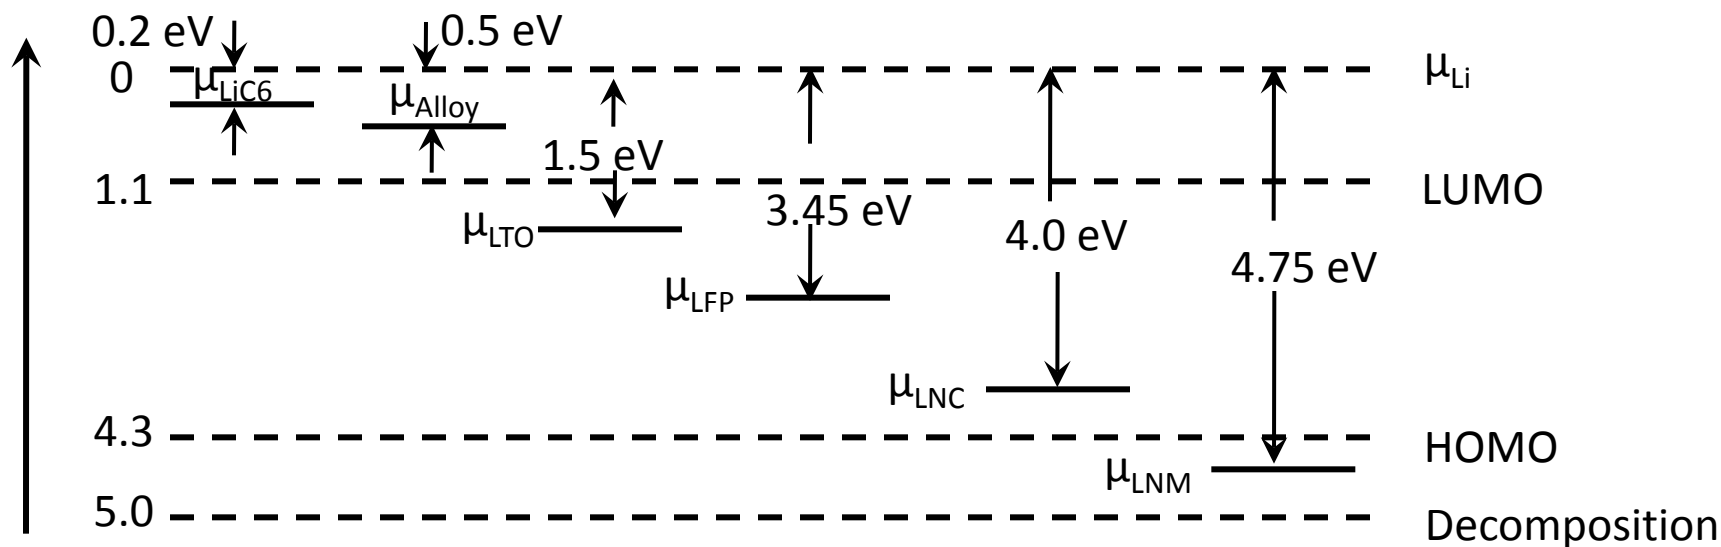 0.2 eV
0.5 eV
0
μLiC6
μAlloy
μLi
1.5 eV
1.1
LUMO
3.45 eV
μLTO
4.0 eV
4.75 eV
μLFP
μLNC
4.3
HOMO
μLNM
5.0
Decomposition